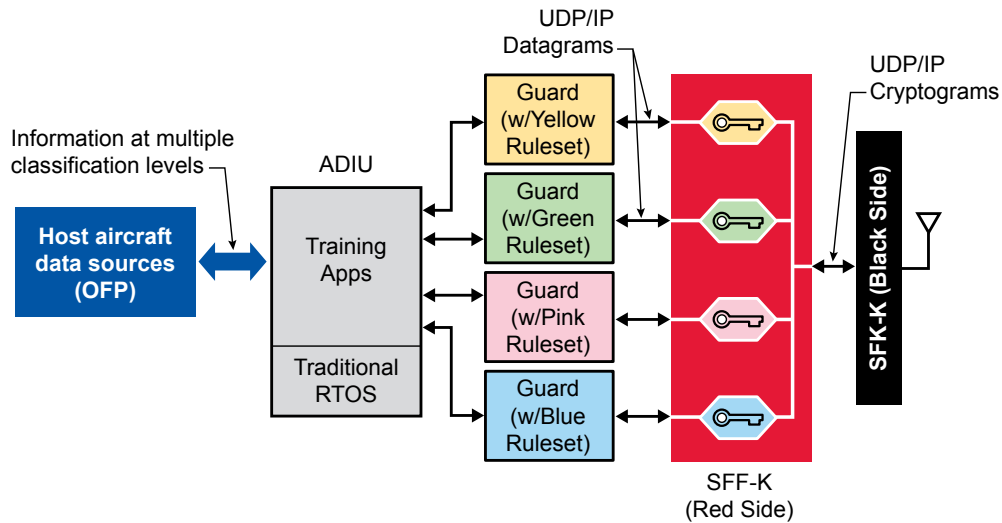 UDP/IP
Datagrams
UDP/IP
Cryptograms
Information at multiple
classification levels
ADIU
Host aircraft
data sources
(OFP)
Training
Apps
Traditional
RTOS
Guard
(w/Yellow
Ruleset)
Guard
(w/Green
Ruleset)
Guard
(w/Pink
Ruleset)
Guard
(w/Blue
Ruleset)
SFF-K
(Red Side)
SFK-K (Black Side)